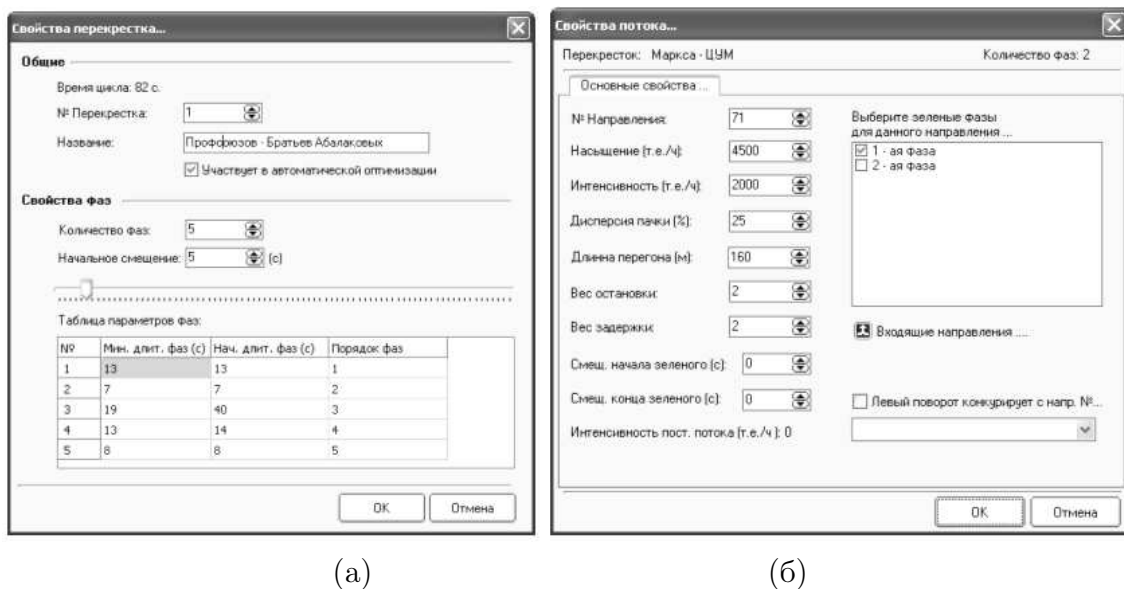 Свойства перекрестка...
Общие
Время цикла: 82 с.
№ Перекрестка: 1
Название: Профсоюзов - Братьев Абалаковых
Участвует в автоматической оптимизации
Свойства фаз
Количество фаз: 5
Начальное смещение: 5 (с)
Таблица параметров фаз:
№ Мин. длит. фаз (с) Нач. длит. фаз (с) Порядок фаз
1 13 13 1
2 7 7 2
3 19 40 3
4 13 14 4
5 8 8 5
OK Отмена
(а)
Свойства потока...
Перекресток: Маркса - ЦУМ Количество фаз: 2
Основные свойства ...
№ Направления: 71
Насыщение (т.е./ч): 4500
Интенсивность (т.е./ч): 2000
Дисперсия пачки (%): 25
Длинна перегона (м): 160
Вес остановки: 2
Вес задержки: 2
Смещ. начала зеленого (с): 0
Смещ. конца зеленого (с): 0
Интенсивность пост. потока (т.е./ч ): 0
Выберите зеленые фазы
для данного направления ...
1 - ая фаза
2 - ая фаза
Входящие направления ....
Левый поворот конкурирует с напр. №...
OK Отмена
(б)